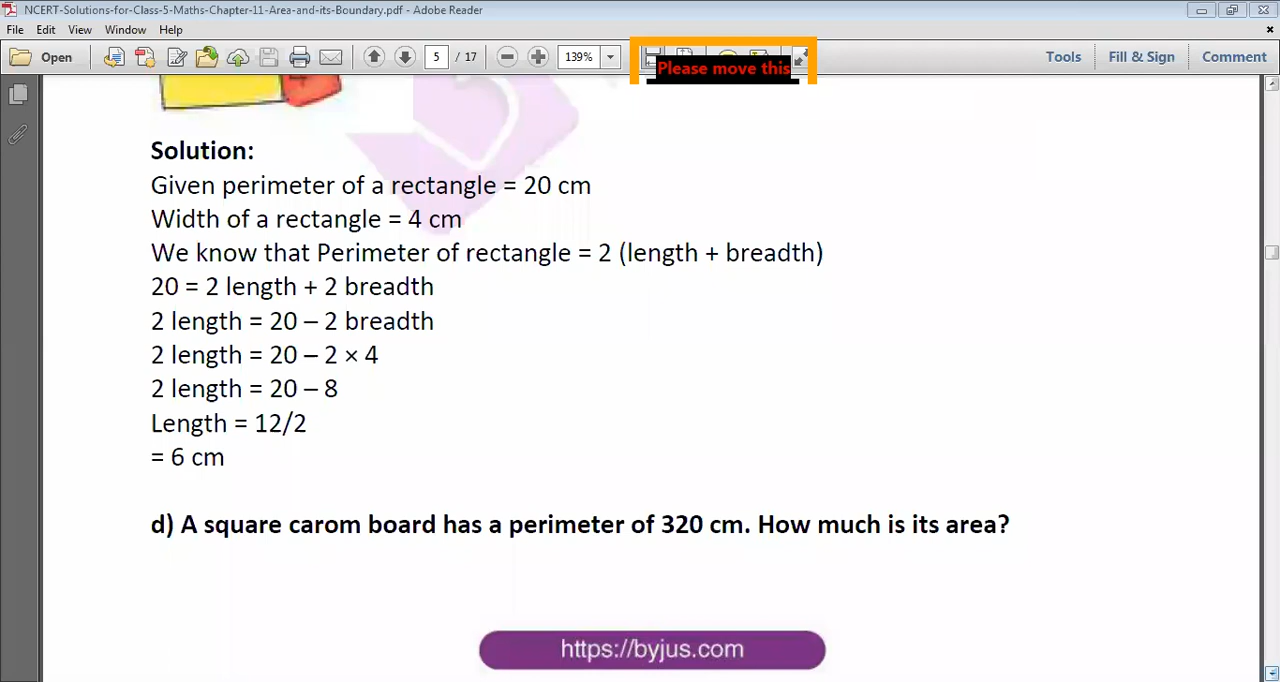 NCERT-Solutions-for-Class-5-Maths-Chapter-11-Area-and-its-Boundary.pdf - Adobe Reader
File Edit View Window Help
Open 5 / 17 139% Please move this Tools Fill & Sign Comment
Solution:
Given perimeter of a rectangle = 20 cm
Width of a rectangle = 4 cm
We know that Perimeter of rectangle = 2 (length + breadth)
20 = 2 length + 2 breadth
2 length = 20 – 2 breadth
2 length = 20 – 2 × 4
2 length = 20 – 8
Length = 12/2
= 6 cm
d) A square carom board has a perimeter of 320 cm. How much is its area?
https://byjus.com